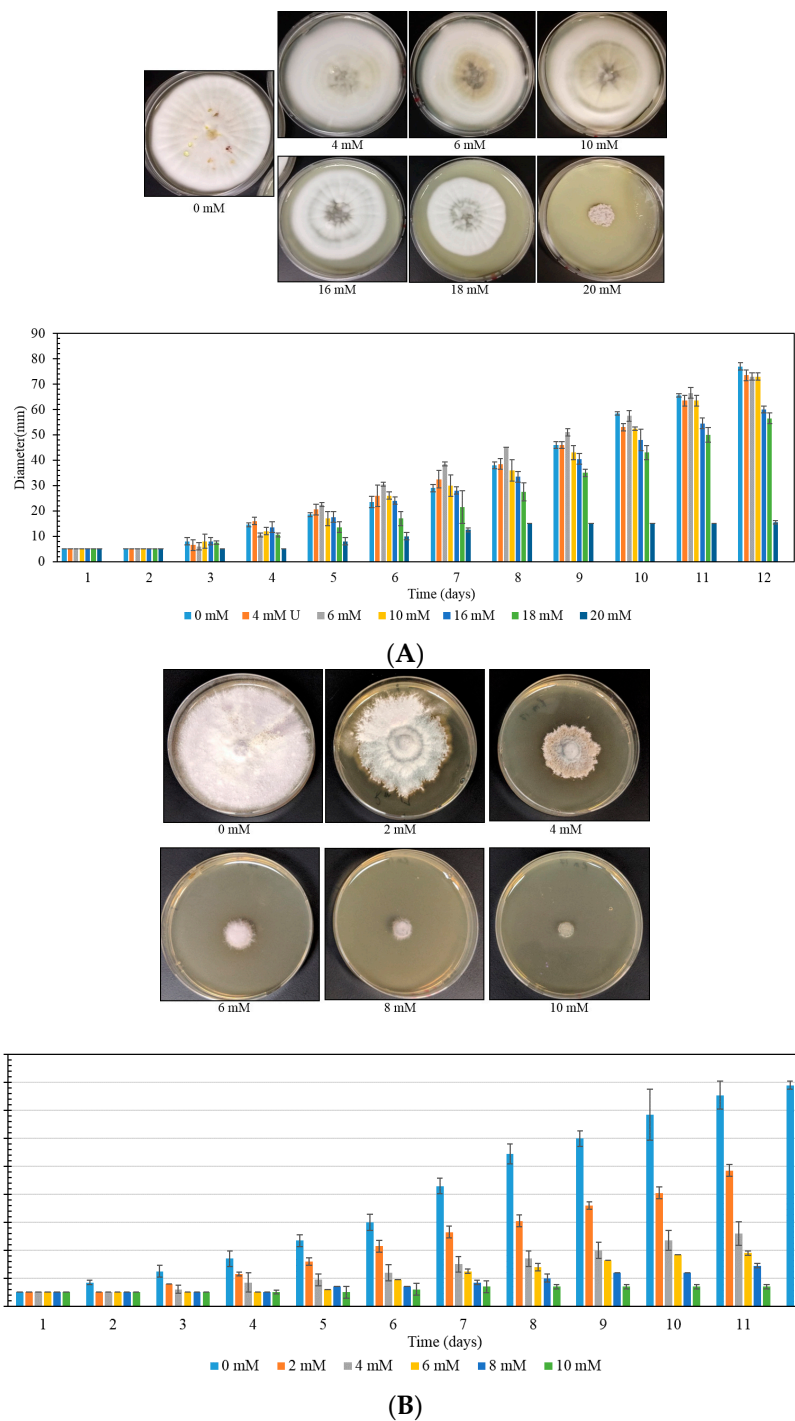 4 mM 6 mM 10 mM
0 mM
16 mM 18 mM 20 mM
90
80
70
60
50
40
30
20
10
0
Diameter(mm)
1 2 3 4 5 6 7 8 9 10 11 12
Time (days)
0 mM 4 mM U 6 mM 10 mM 16 mM 18 mM 20 mM
(A)
0 mM 2 mM 4 mM
6 mM 8 mM 10 mM
1 2 3 4 5 6 7 8 9 10 11
Time (days)
0 mM 2 mM 4 mM 6 mM 8 mM 10 mM
(B)